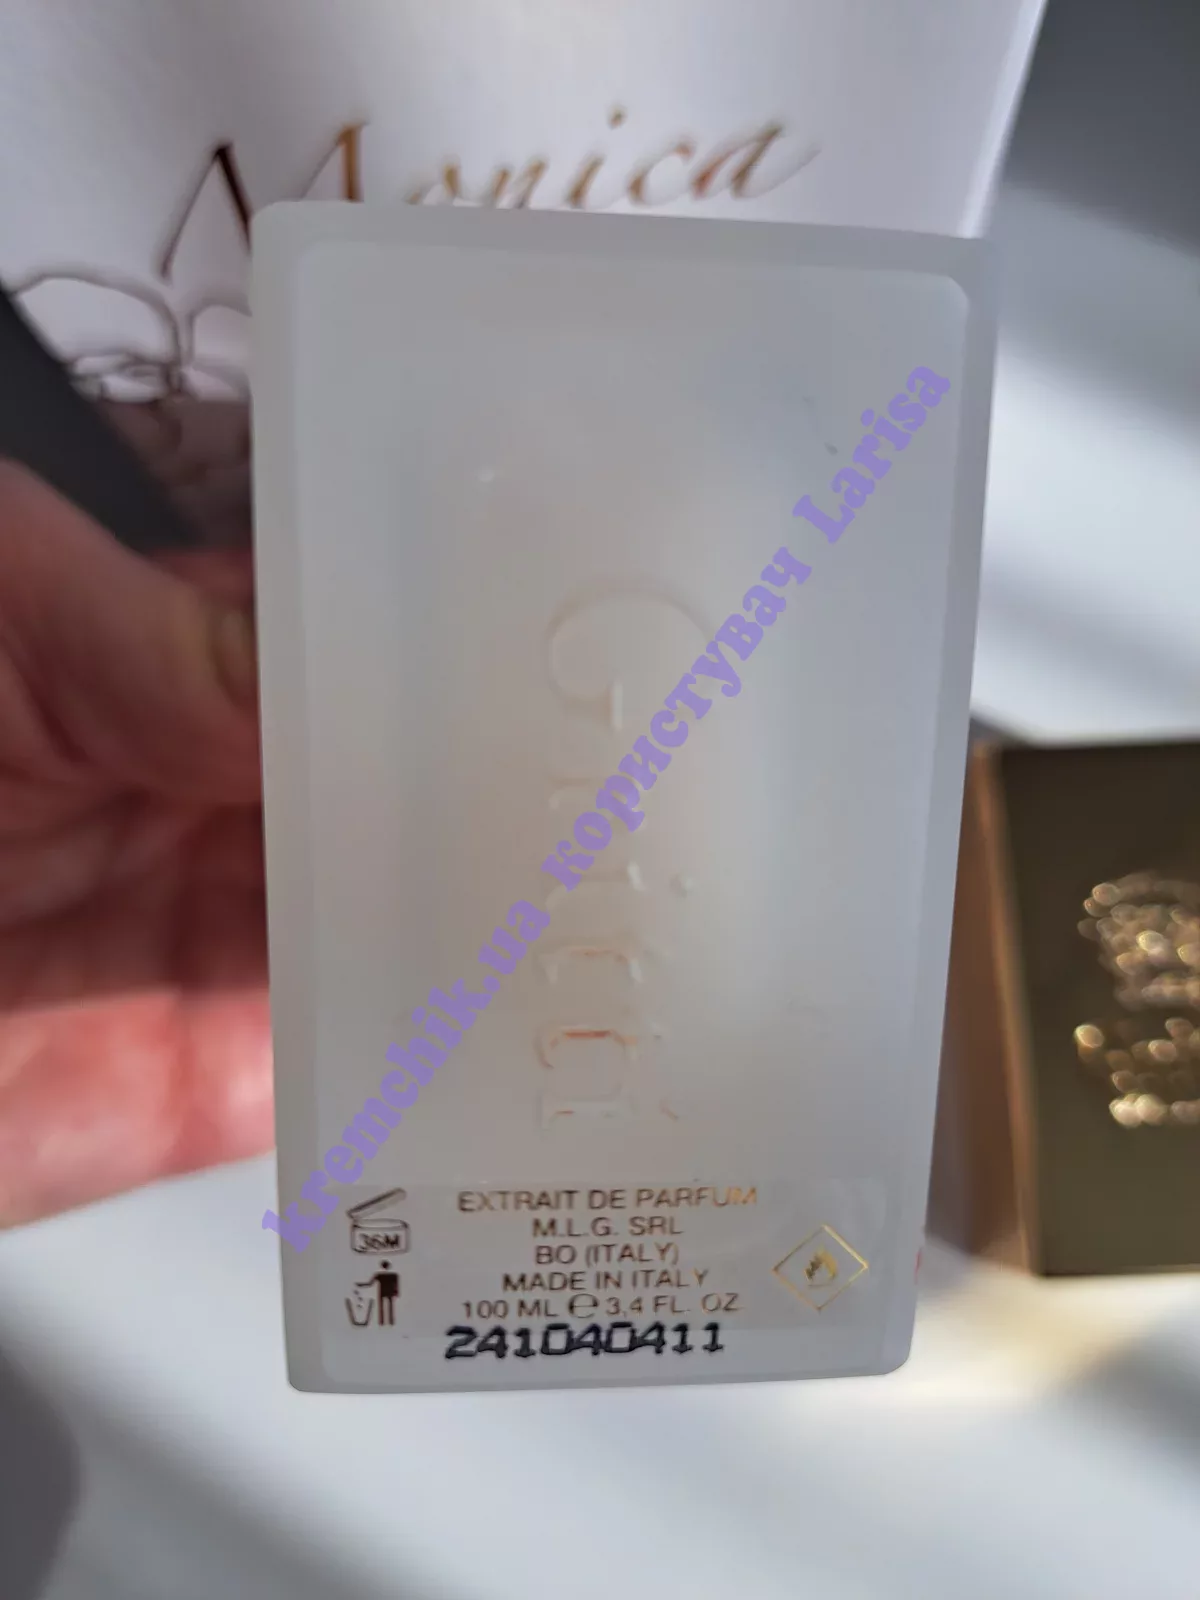 Monica
kremchik.ua користувач Larisa
36M
EXTRAIT DE PARFUM
M.L.G. SRL
BO (ITALY)
MADE IN ITALY
100 ML e 3,4 FL. OZ
241040411